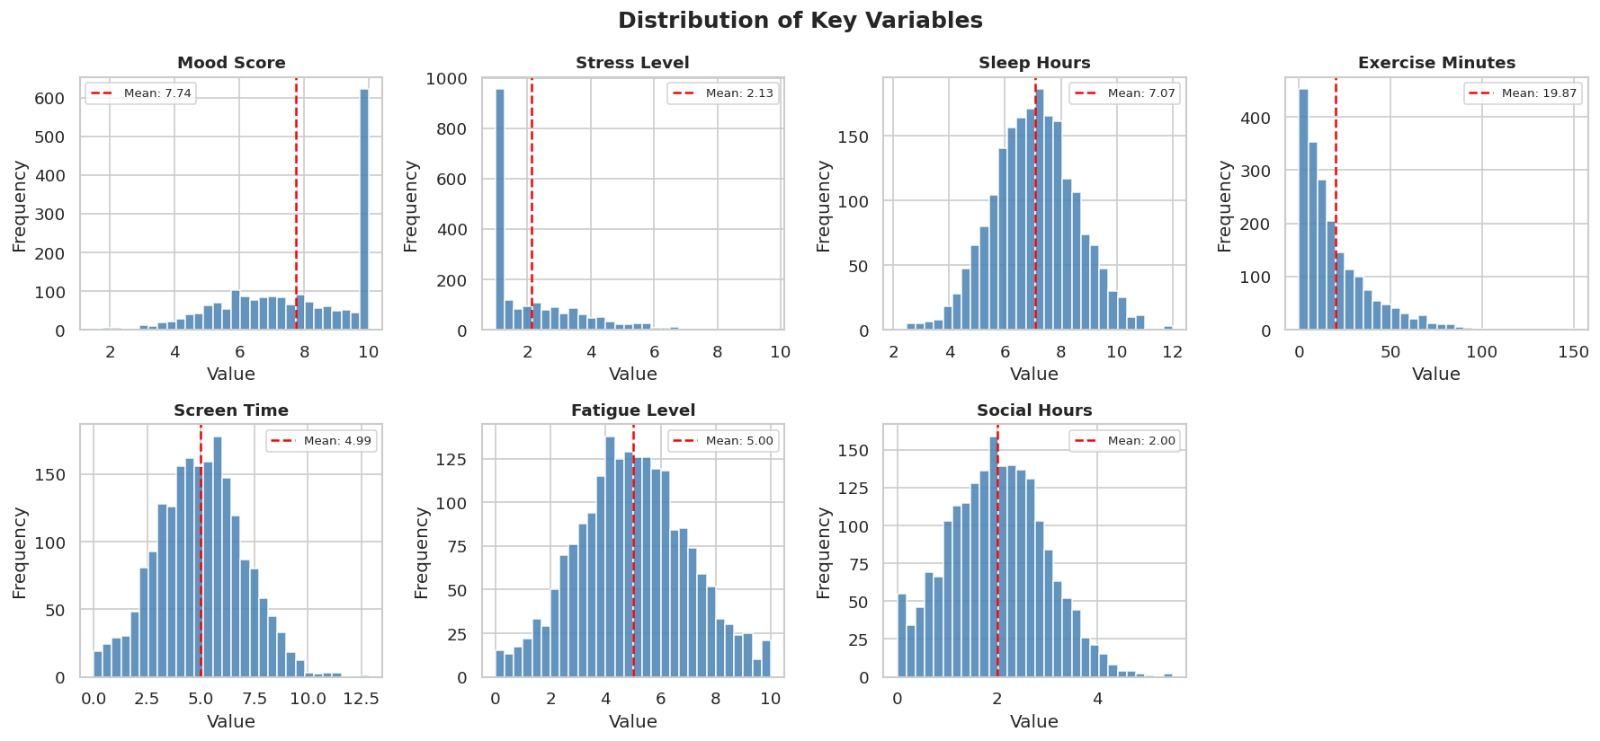 Distribution of Key Variables
Mood Score
Mean: 7.74
600
500
400
300
200
100
0
Frequency
2 4 6 8 10
Value
Stress Level
Mean: 2.13
1000
800
600
400
200
0
Frequency
2 4 6 8 10
Value
Sleep Hours
Mean: 7.07
150
100
50
0
Frequency
2 4 6 8 10 12
Value
Exercise Minutes
Mean: 19.87
400
300
200
100
0
Frequency
0 50 100 150
Value
Screen Time
Mean: 4.99
150
100
50
0
Frequency
0.0 2.5 5.0 7.5 10.0 12.5
Value
Fatigue Level
Mean: 5.00
125
100
75
50
25
0
Frequency
0 2 4 6 8 10
Value
Social Hours
Mean: 2.00
150
125
100
75
50
25
0
Frequency
0 2 4
Value